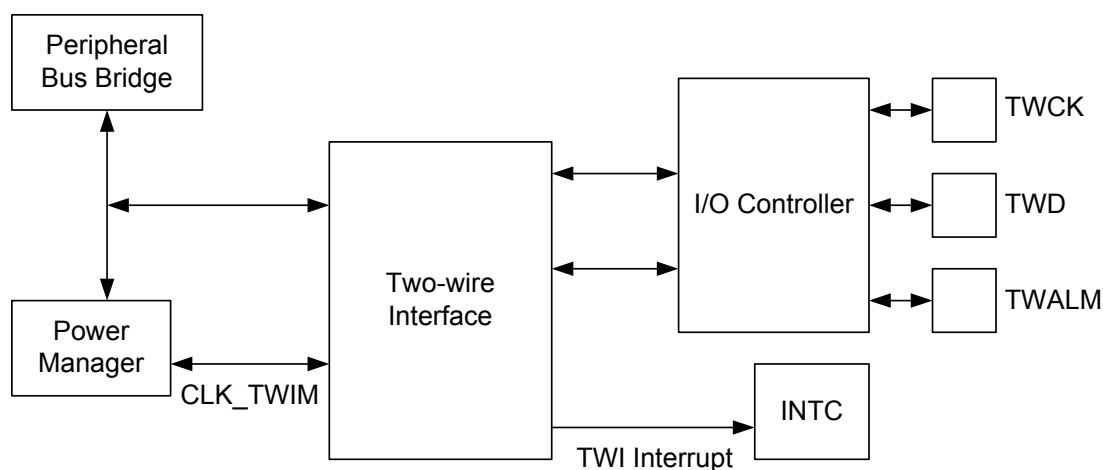 Peripheral
Bus Bridge
TWCK
I/O Controller
TWD
Two-wire
Interface
TWALM
Power
Manager
CLK_TWIM
INTC
TWI Interrupt